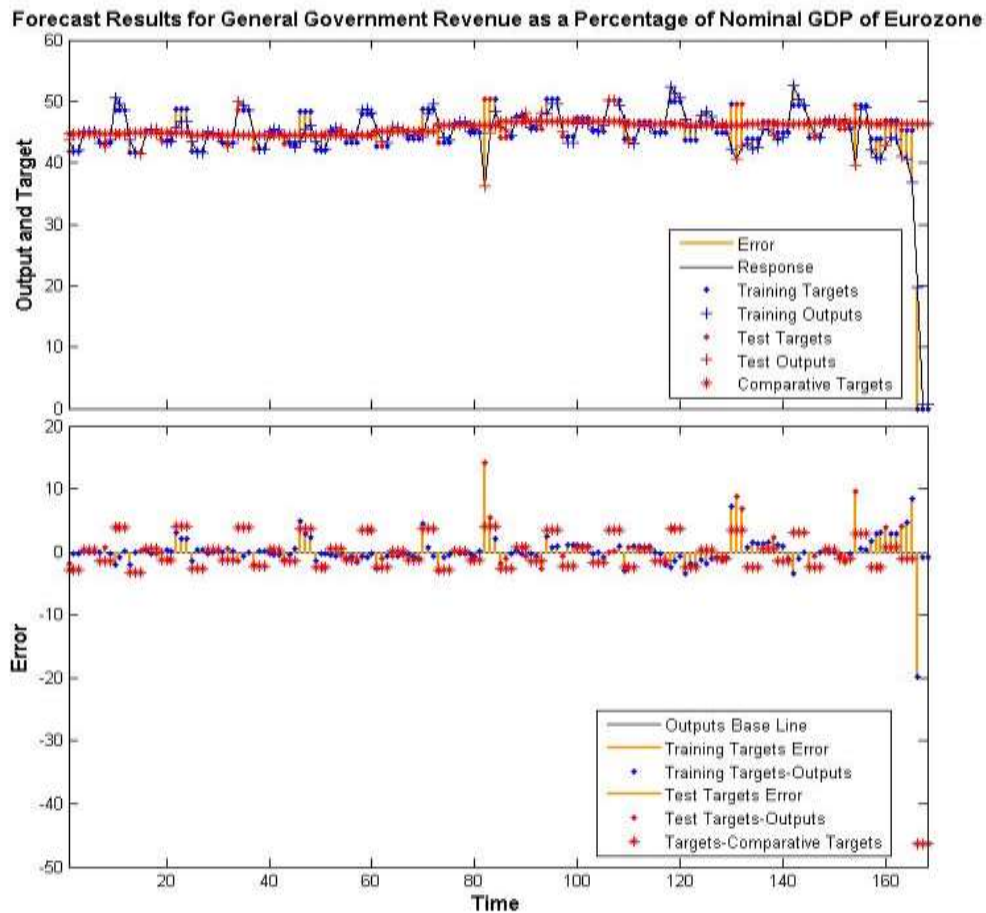 Forecast Results for General Government Revenue as a Percentage of Nominal GDP of Eurozone
60
50
40
30
20
10
0
Output and Target
Error
Response
Training Targets
Training Outputs
Test Targets
Test Outputs
Comparative Targets
20
10
0
-10
-20
-30
-40
-50
Error
Outputs Base Line
Training Targets Error
Training Targets-Outputs
Test Targets Error
Test Targets-Outputs
Targets-Comparative Targets
20 40 60 80 100 120 140 160
Time